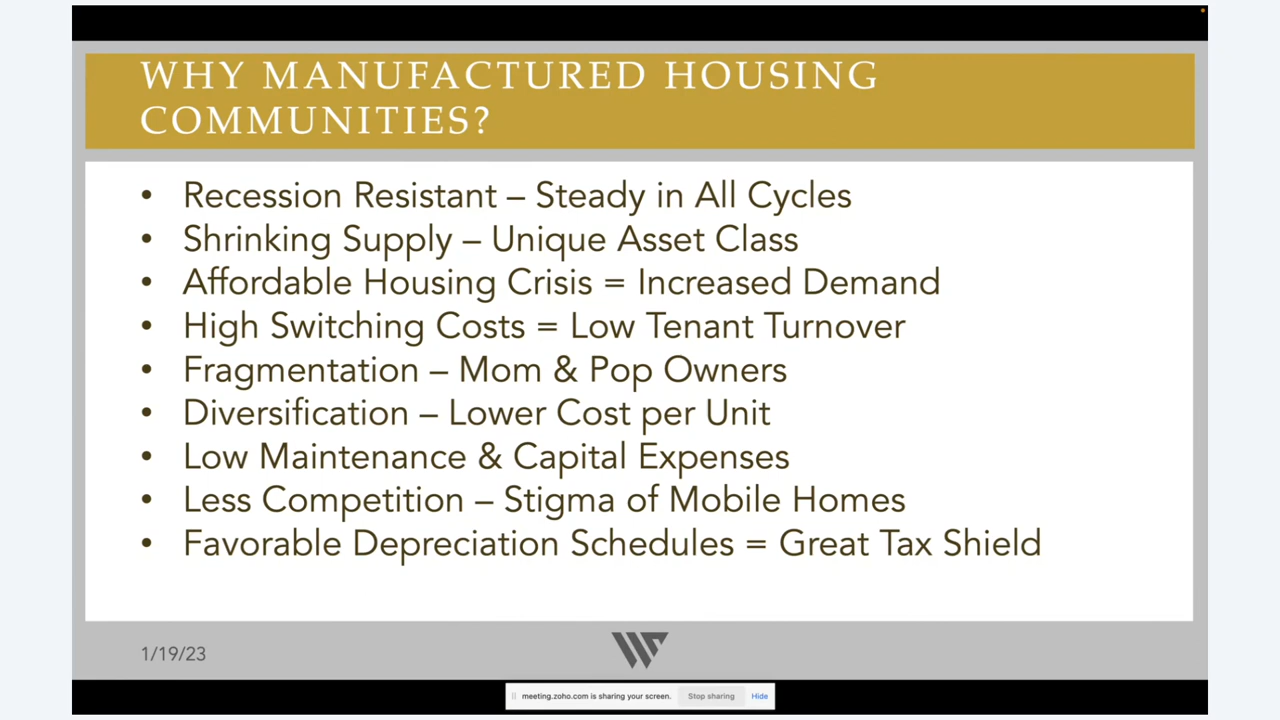 WHY MANUFACTURED HOUSING
COMMUNITIES?
• Recession Resistant – Steady in All Cycles
• Shrinking Supply – Unique Asset Class
• Affordable Housing Crisis = Increased Demand
• High Switching Costs = Low Tenant Turnover
• Fragmentation – Mom & Pop Owners
• Diversification – Lower Cost per Unit
• Low Maintenance & Capital Expenses
• Less Competition – Stigma of Mobile Homes
• Favorable Depreciation Schedules = Great Tax Shield
1/19/23
meeting.zoho.com is sharing your screen. Stop sharing Hide